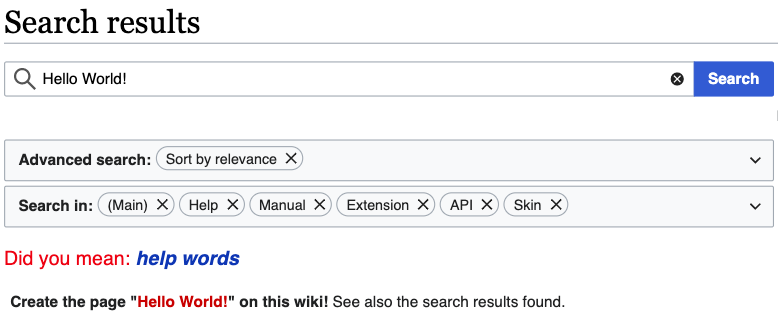 Search results
Hello World! Search
Advanced search: Sort by relevance
Search in: (Main) Help Manual Extension API Skin
Did you mean: help words
Create the page "Hello World!" on this wiki! See also the search results found.